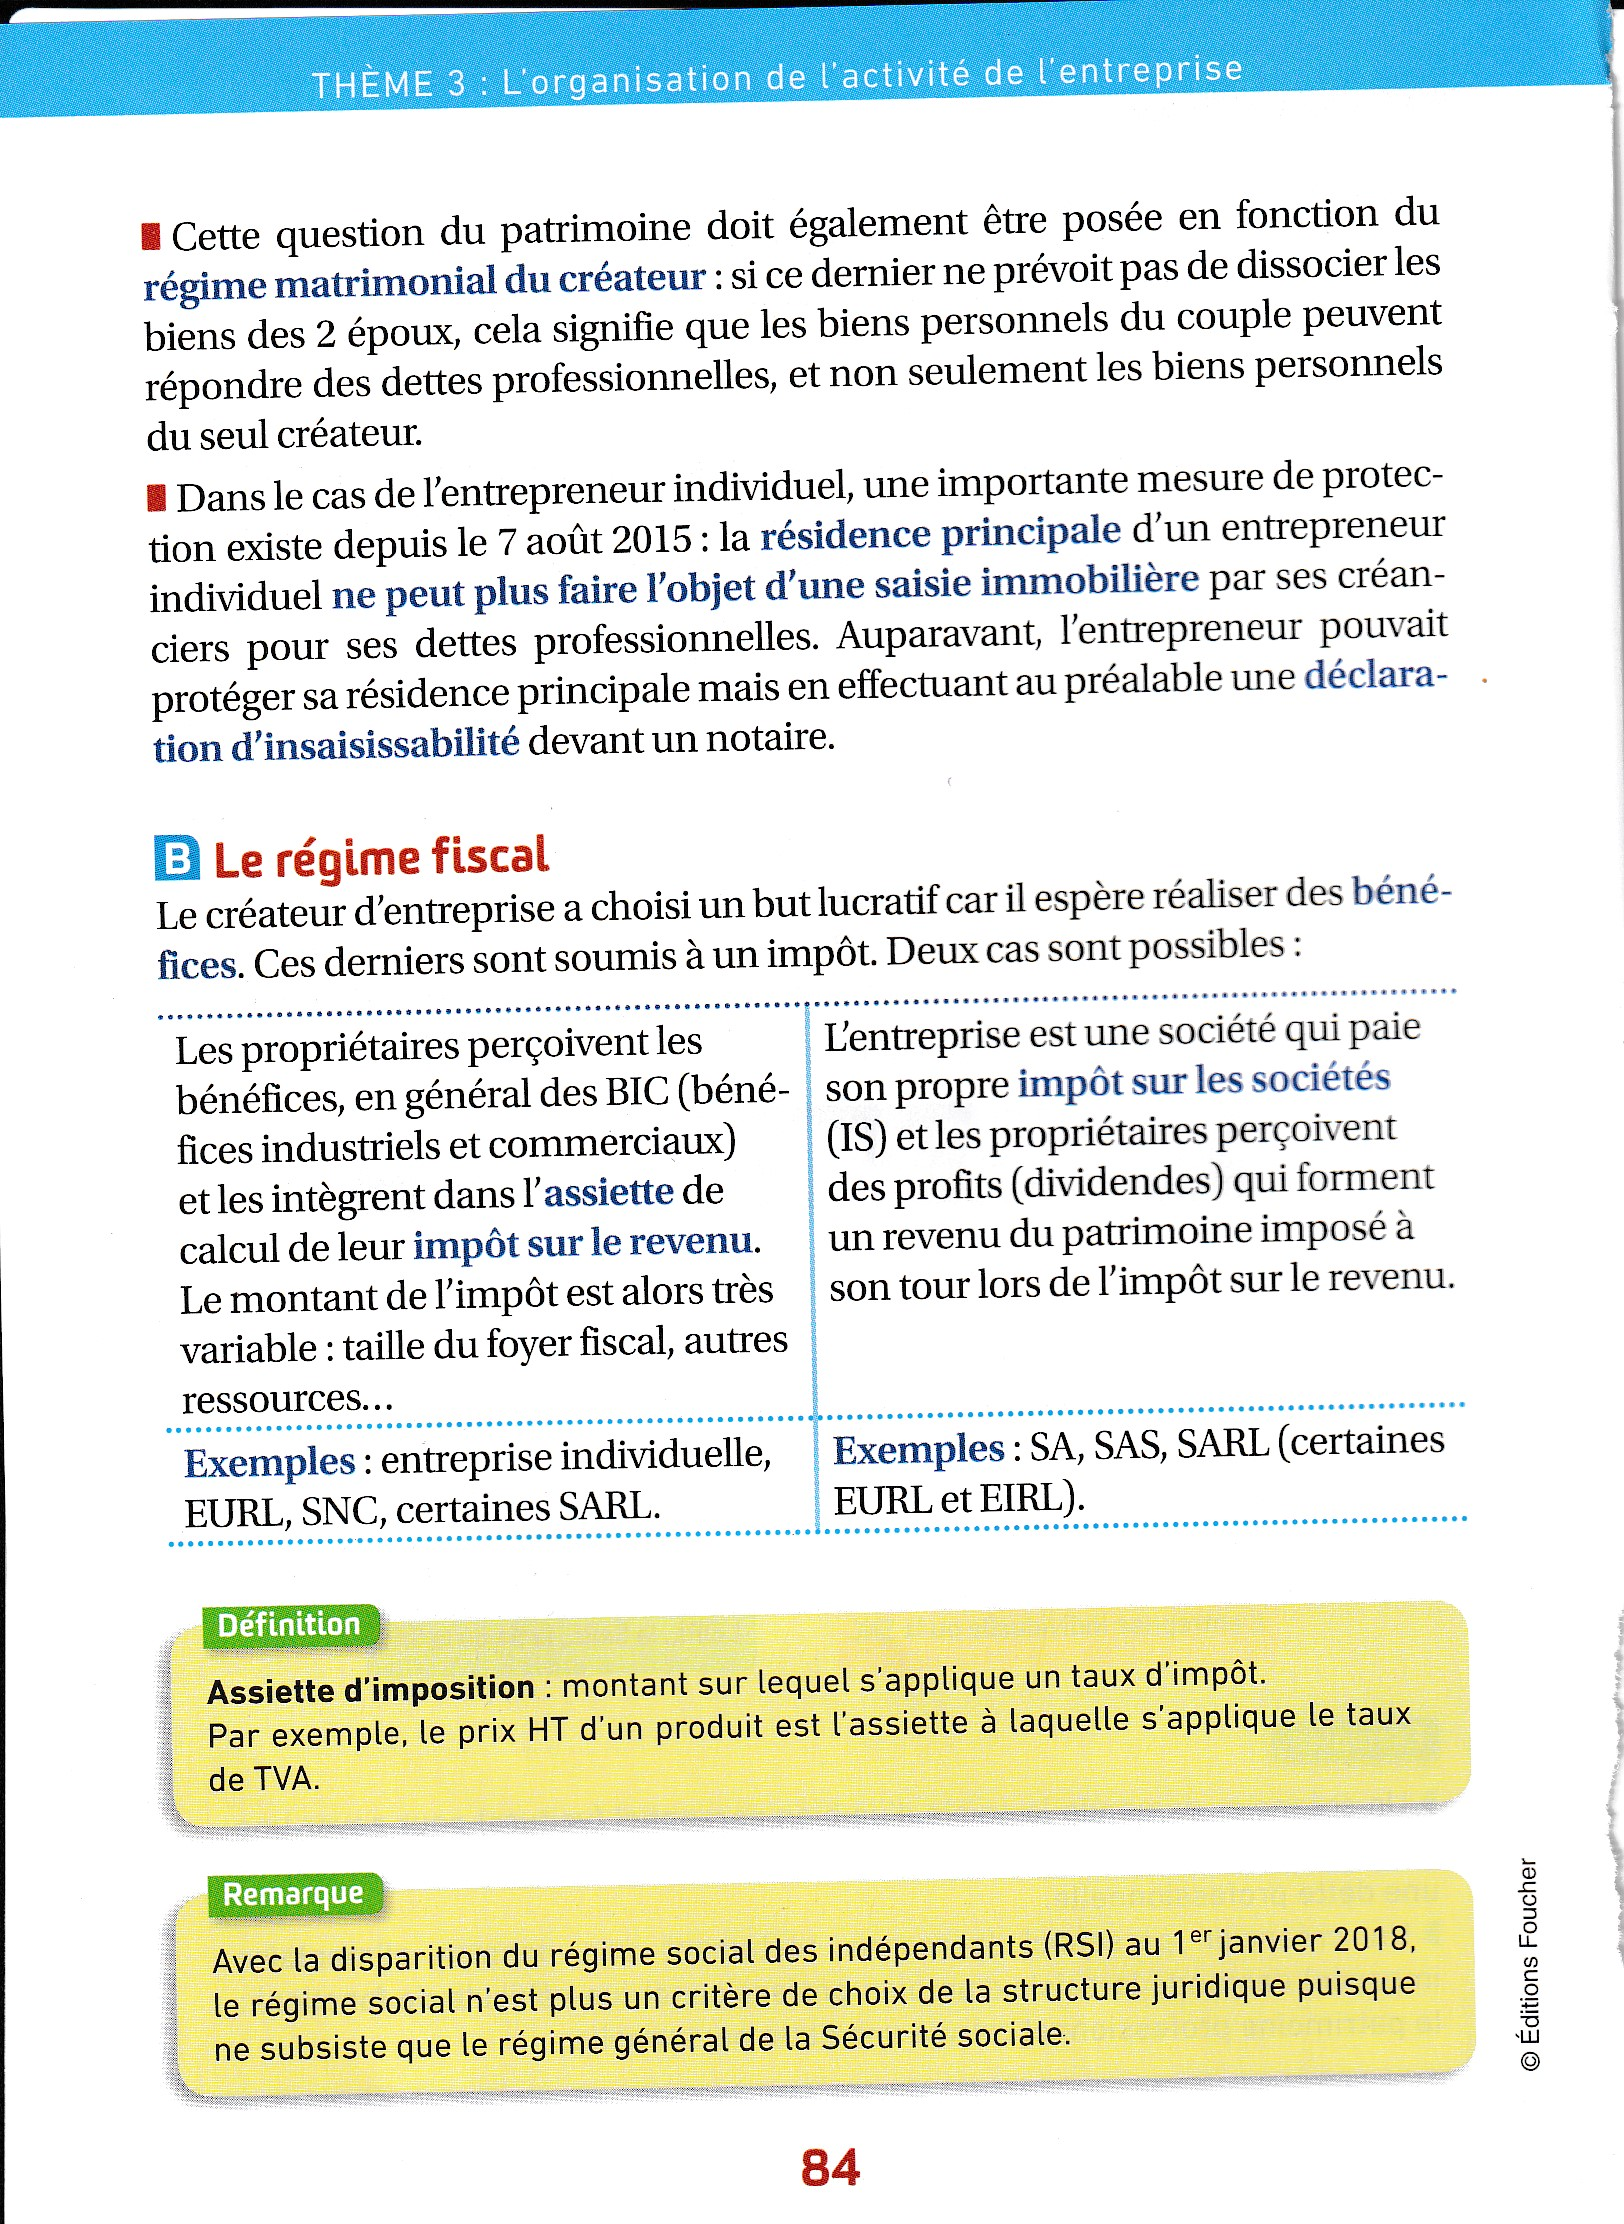 THÈME 3 : L'organisation de l'activité de l'entreprise
Cette question du patrimoine doit également être posée en fonction du
régime matrimonial du créateur : si ce dernier ne prévoit pas de dissocier les
biens des 2 époux, cela signifie que les biens personnels du couple peuvent
répondre des dettes professionnelles, et non seulement les biens personnels
du seul créateur.
Dans le cas de l'entrepreneur individuel, une importante mesure de protec-
tion existe depuis le 7 août 2015 : la résidence principale d'un entrepreneur
individuel ne peut plus faire l'objet d'une saisie immobilière par ses créan-
ciers pour ses dettes professionnelles. Auparavant, l'entrepreneur pouvait
protéger sa résidence principale mais en effectuant au préalable une déclara-
tion d'insaisissabilité devant un notaire.
B Le régime fiscal
Le créateur d'entreprise a choisi un but lucratif car il espère réaliser des béné-
fices. Ces derniers sont soumis à un impôt. Deux cas sont possibles :
Les propriétaires perçoivent les
bénéfices, en général des BIC (béné-
fices industriels et commerciaux)
et les intègrent dans l'assiette de
calcul de leur impôt sur le revenu.
Le montant de l'impôt est alors très
variable : taille du foyer fiscal, autres
ressources...
L'entreprise est une société qui paie
son propre impôt sur les sociétés
(IS) et les propriétaires perçoivent
des profits (dividendes) qui forment
un revenu du patrimoine imposé à
son tour lors de l'impôt sur le revenu.
Exemples : entreprise individuelle,
EURL, SNC, certaines SARL.
Exemples : SA, SAS, SARL (certaines
EURL et EIRL).
Définition
Assiette d'imposition : montant sur lequel s'applique un taux d'impôt.
Par exemple, le prix HT d'un produit est l'assiette à laquelle s'applique le taux
de TVA.
Remarque
Avec la disparition du régime social des indépendants (RSI) au 1er janvier 2018,
le régime social n'est plus un critère de choix de la structure juridique puisque
ne subsiste que le régime général de la Sécurité sociale.
© Éditions Foucher
84